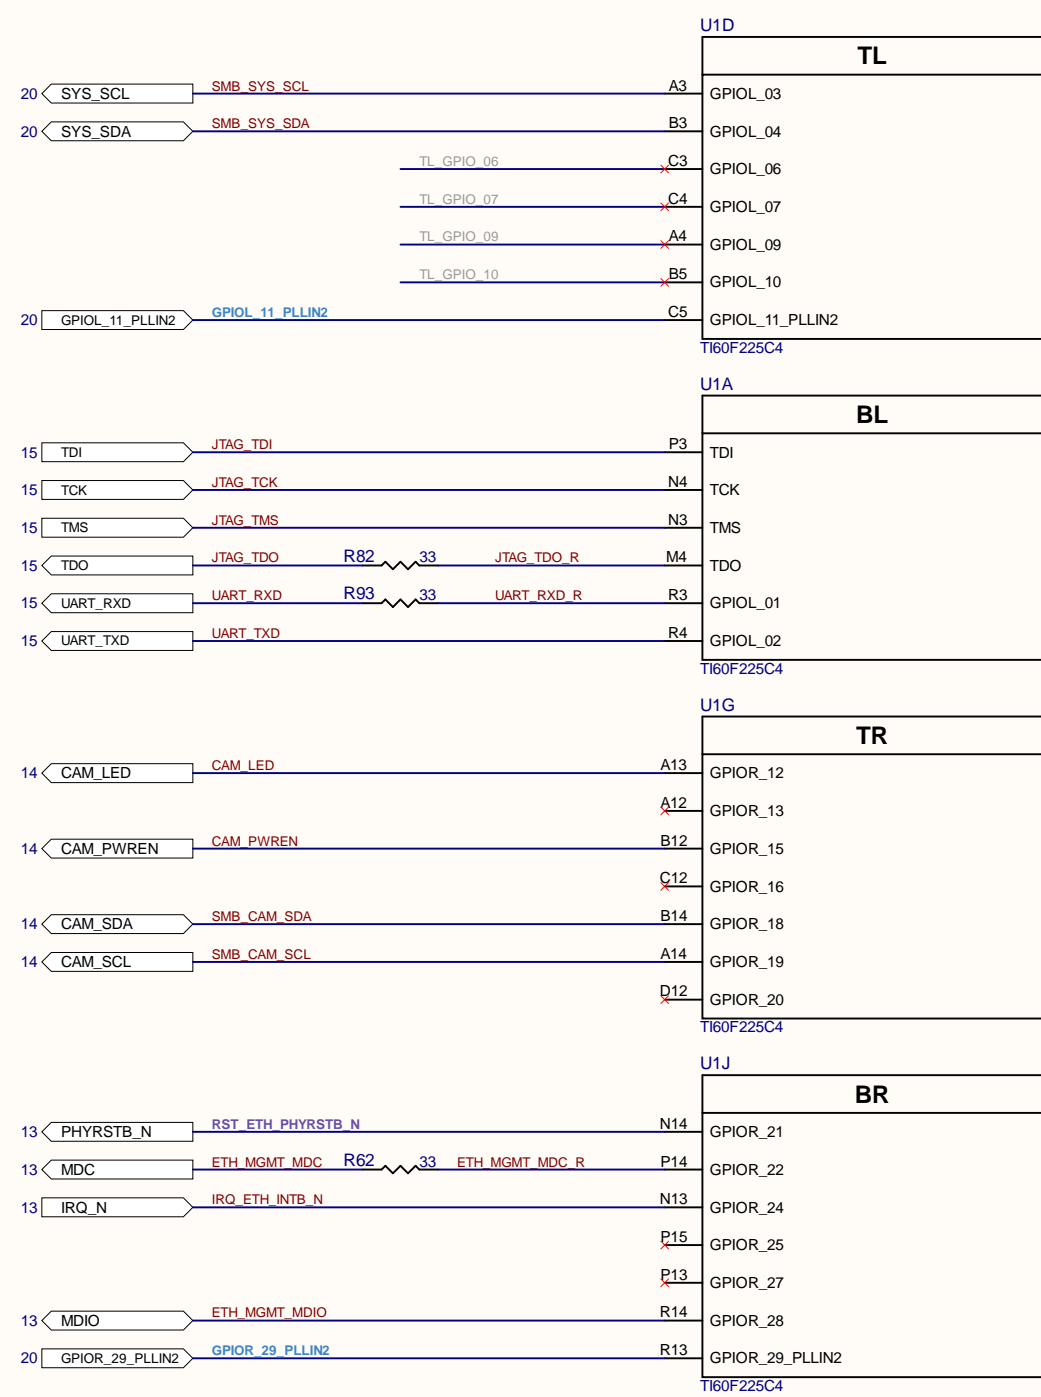 U1D
TL
20 SYS_SCL SMB_SYS_SCL A3 GPIOL_03
20 SYS_SDA SMB_SYS_SDA B3 GPIOL_04
TL_GPIO_06 C3 GPIOL_06
TL_GPIO_07 C4 GPIOL_07
TL_GPIO_09 A4 GPIOL_09
TL_GPIO_10 B5 GPIOL_10
20 GPIOL_11_PLLIN2 GPIOL_11_PLLIN2 C5 GPIOL_11_PLLIN2
TI60F225C4
U1A
BL
15 TDI JTAG_TDI P3 TDI
15 TCK JTAG_TCK N4 TCK
15 TMS JTAG_TMS N3 TMS
15 TDO JTAG_TDO R82 33 JTAG_TDO_R M4 TDO
15 UART_RXD UART_RXD R93 33 UART_RXD_R R3 GPIOL_01
15 UART_TXD UART_TXD R4 GPIOL_02
TI60F225C4
U1G
TR
14 CAM_LED CAM_LED A13 GPIOR_12
A12 GPIOR_13
14 CAM_PWREN CAM_PWREN B12 GPIOR_15
C12 GPIOR_16
14 CAM_SDA SMB_CAM_SDA B14 GPIOR_18
14 CAM_SCL SMB_CAM_SCL A14 GPIOR_19
D12 GPIOR_20
TI60F225C4
U1J
BR
13 PHYRSTB_N RST_ETH_PHYRSTB_N N14 GPIOR_21
13 MDC ETH_MGMT_MDC R62 33 ETH_MGMT_MDC_R P14 GPIOR_22
13 IRQ_N IRQ_ETH_INTB_N N13 GPIOR_24
P15 GPIOR_25
P13 GPIOR_27
13 MDIO ETH_MGMT_MDIO R14 GPIOR_28
20 GPIOR_29_PLLIN2 GPIOR_29_PLLIN2 R13 GPIOR_29_PLLIN2
TI60F225C4